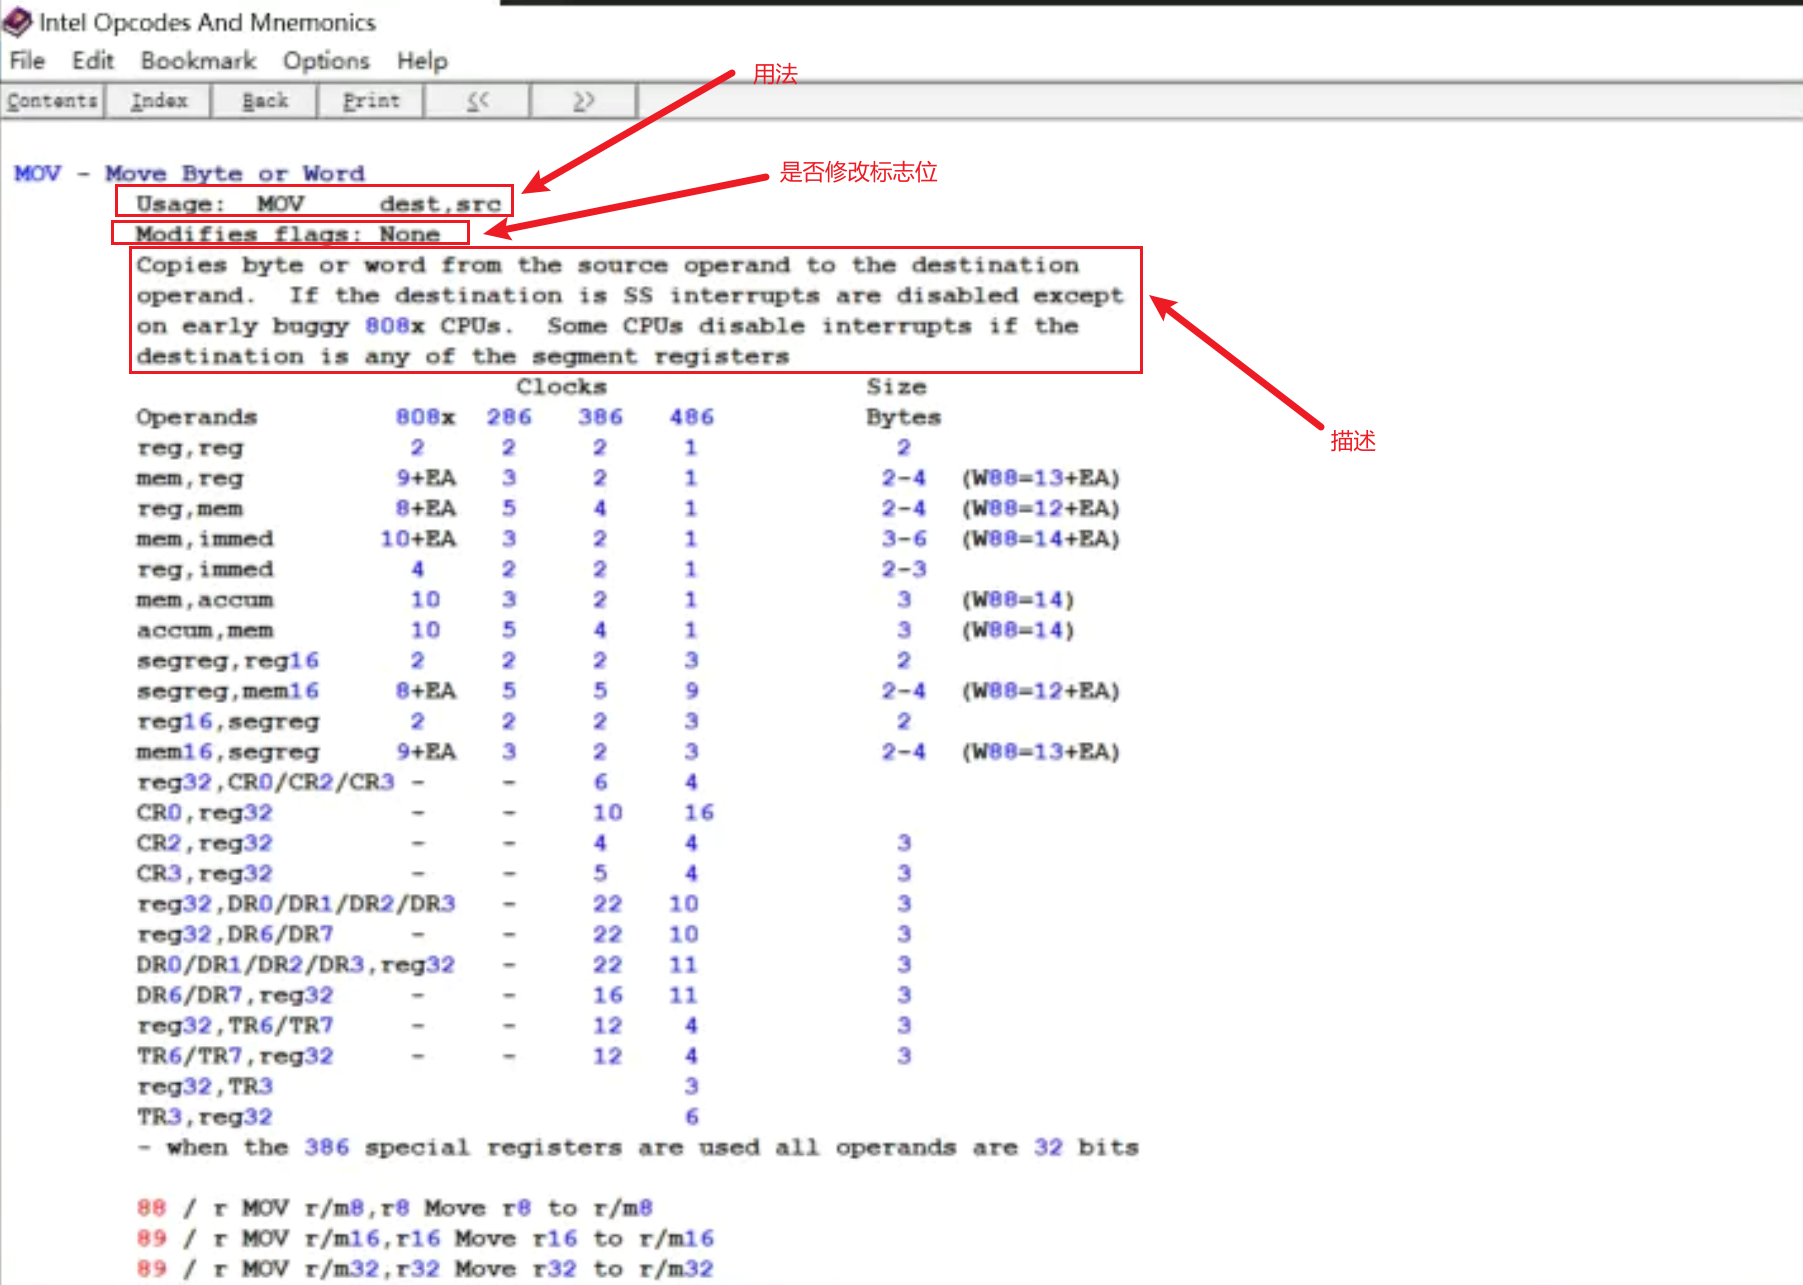 Intel Opcodes And Mnemonics
File Edit Bookmark Options Help
Contents Index Back Print << >>
用法
是否修改标志位
MOV - Move Byte or Word
Usage: MOV dest,src
Modifies flags: None
Copies byte or word from the source operand to the destination
operand. If the destination is SS interrupts are disabled except
on early buggy 808x CPUs. Some CPUs disable interrupts if the
destination is any of the segment registers
描述
Clocks Size
Operands 808x 286 386 486 Bytes
reg,reg 2 2 2 1 2
mem,reg 9+EA 3 2 1 2-4 (W88=13+EA)
reg,mem 8+EA 5 4 1 2-4 (W88=12+EA)
mem,immed 10+EA 3 2 1 3-6 (W88=14+EA)
reg,immed 4 2 2 1 2-3
mem,accum 10 3 2 1 3 (W88=14)
accum,mem 10 5 4 1 3 (W88=14)
segreg,reg16 2 2 2 3 2
segreg,mem16 8+EA 5 5 9 2-4 (W88=12+EA)
reg16,segreg 2 2 2 3 2
mem16,segreg 9+EA 3 2 3 2-4 (W88=13+EA)
reg32,CR0/CR2/CR3 - - 6 4
CR0,reg32 - - 10 16
CR2,reg32 - - 4 4 3
CR3,reg32 - - 5 4 3
reg32,DR0/DR1/DR2/DR3 - 22 10 3
reg32,DR6/DR7 - - 22 10 3
DR0/DR1/DR2/DR3,reg32 - 22 11 3
DR6/DR7,reg32 - - 16 11 3
reg32,TR6/TR7 - - 12 4 3
TR6/TR7,reg32 - - 12 4 3
reg32,TR3 3
TR3,reg32 6
- when the 386 special registers are used all operands are 32 bits
88 / r MOV r/m8,r8 Move r8 to r/m8
89 / r MOV r/m16,r16 Move r16 to r/m16
89 / r MOV r/m32,r32 Move r32 to r/m32